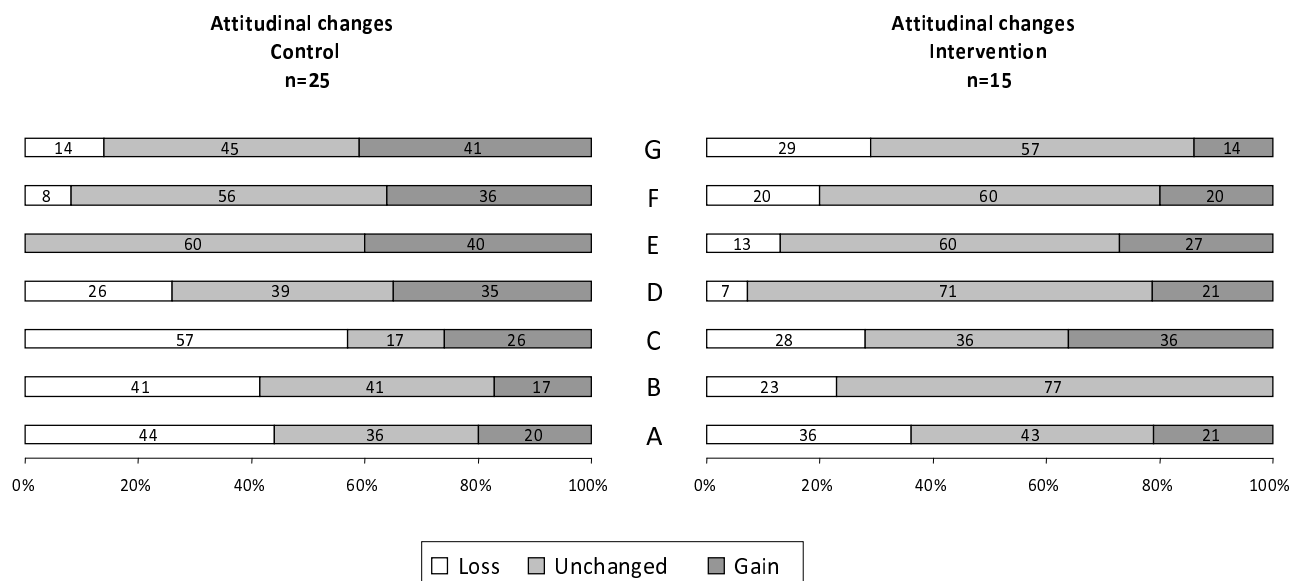 Attitudinal changes
Control
n=25
Attitudinal changes
Intervention
n=15
14 45 41 G 29 57 14
8 56 36 F 20 60 20
60 40 E 13 60 27
26 39 35 D 7 71 21
57 17 26 C 28 36 36
41 41 17 B 23 77
44 36 20 A 36 43 21
0% 20% 40% 60% 80% 100% 0% 20% 40% 60% 80% 100%
Loss Unchanged Gain